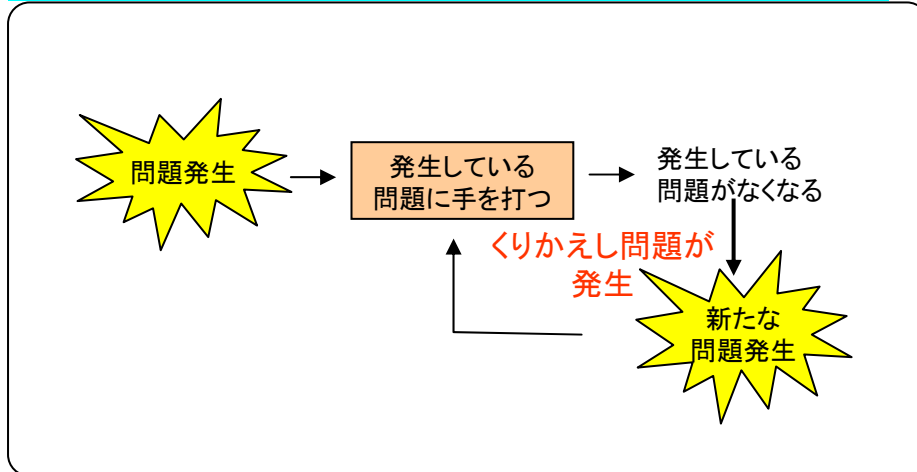 問題発生
発生している
問題に手を打つ
発生している
問題がなくなる
くりかえし問題が
発生
新たな
問題発生